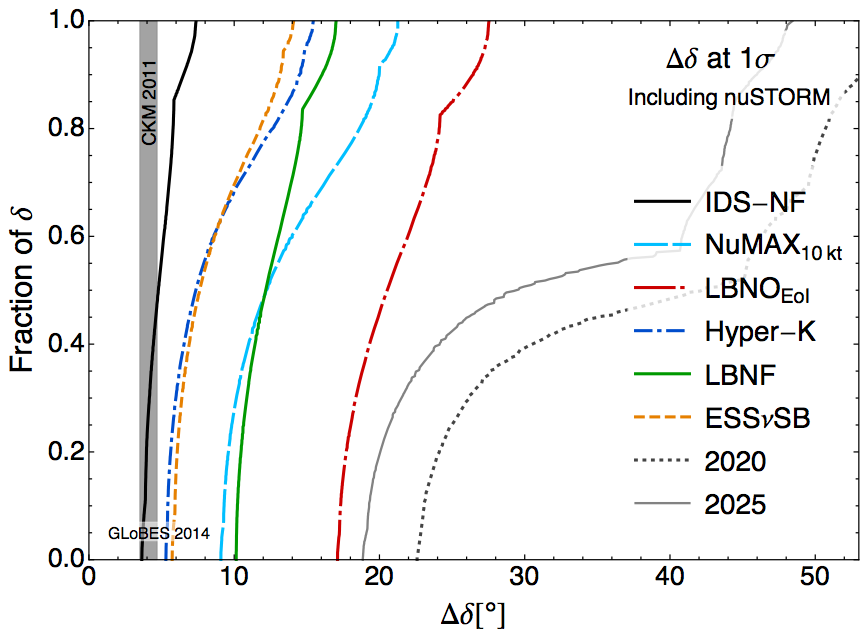 1.0
0.8
0.6
0.4
0.2
0.0
Fraction of δ
CKM 2011
GLoBES 2014
Δδ at 1σ
Including nuSTORM
IDS−NF
NuMAX10 kt
LBNOEoI
Hyper−K
LBNF
ESSνSB
2020
2025
0 10 20 30 40 50
Δδ[°]